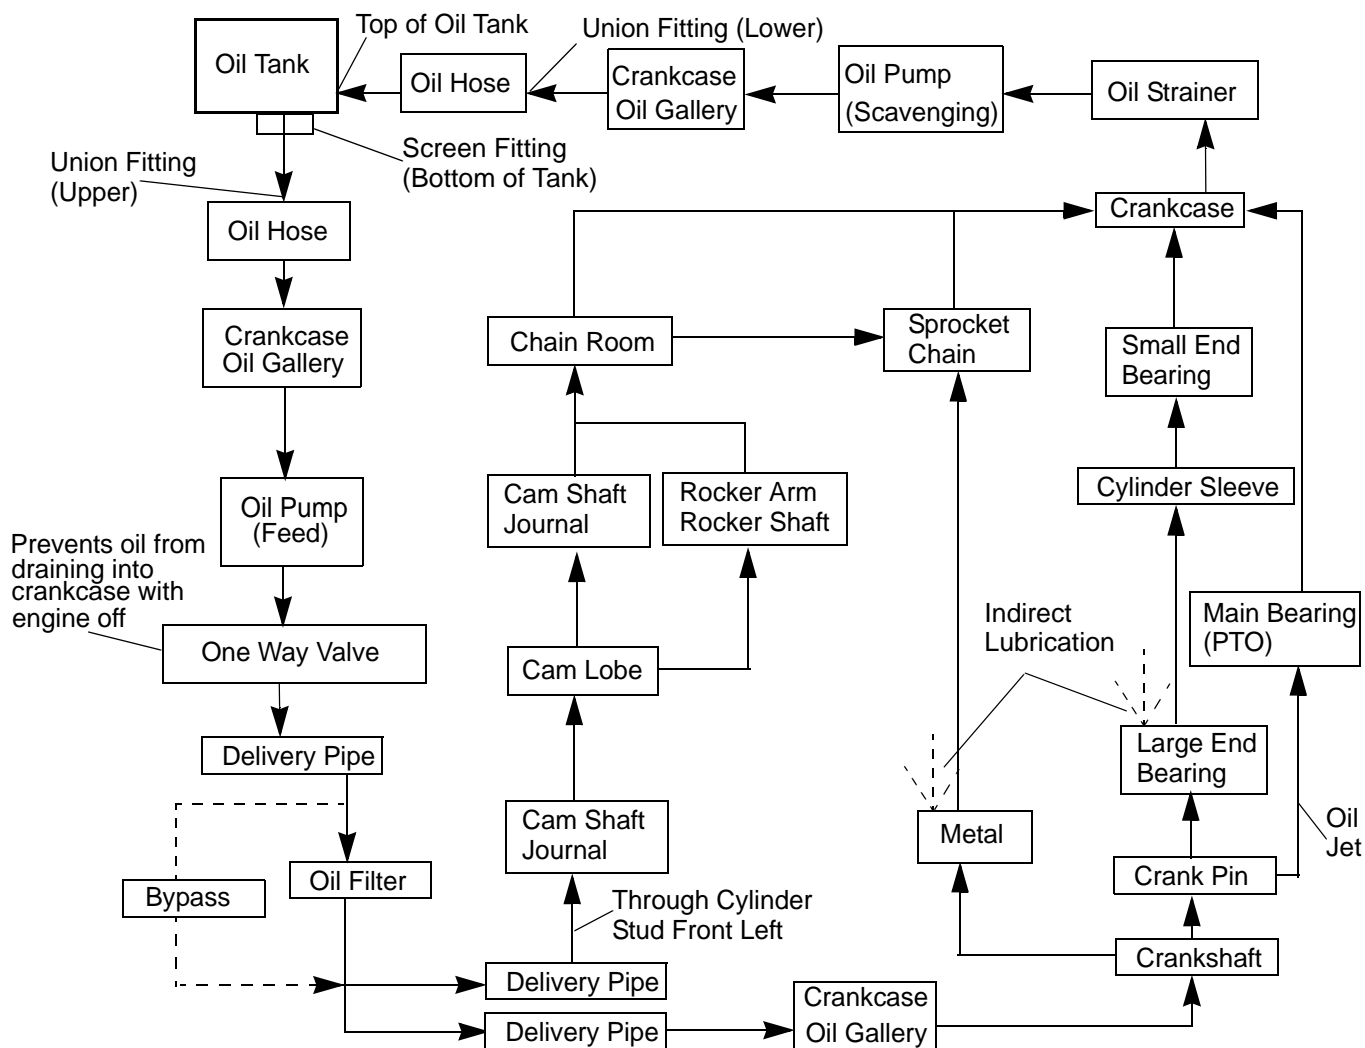 Top of Oil Tank
Union Fitting (Lower)
Oil Tank
Oil Hose
Crankcase
Oil Gallery
Oil Pump
(Scavenging)
Oil Strainer
Screen Fitting
(Bottom of Tank)
Union Fitting
(Upper)
Oil Hose
Crankcase
Crankcase
Oil Gallery
Chain Room
Sprocket
Chain
Small End
Bearing
Oil Pump
(Feed)
Cam Shaft
Journal
Rocker Arm
Rocker Shaft
Cylinder Sleeve
Prevents oil from
draining into
crankcase with
engine off
One Way Valve
Cam Lobe
Indirect
Lubrication
Main Bearing
(PTO)
Delivery Pipe
Large End
Bearing
Cam Shaft
Journal
Metal
Oil
Jet
Bypass
Oil Filter
Crank Pin
Through Cylinder
Stud Front Left
Crankshaft
Delivery Pipe
Delivery Pipe
Crankcase
Oil Gallery